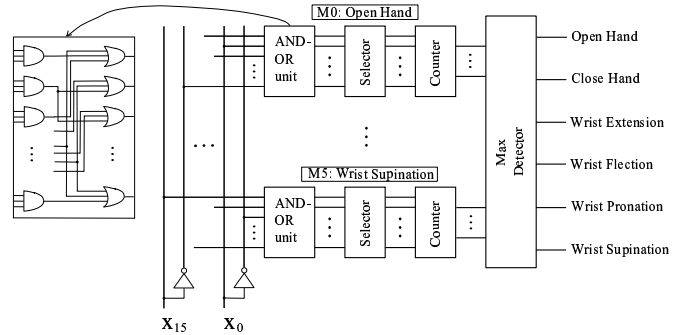 M0: Open Hand
AND-
OR
unit
Selector
Counter
M5: Wrist Supination
AND-
OR
unit
Selector
Counter
Max
Detector
Open Hand
Close Hand
Wrist Extension
Wrist Flection
Wrist Pronation
Wrist Supination
X15
X0